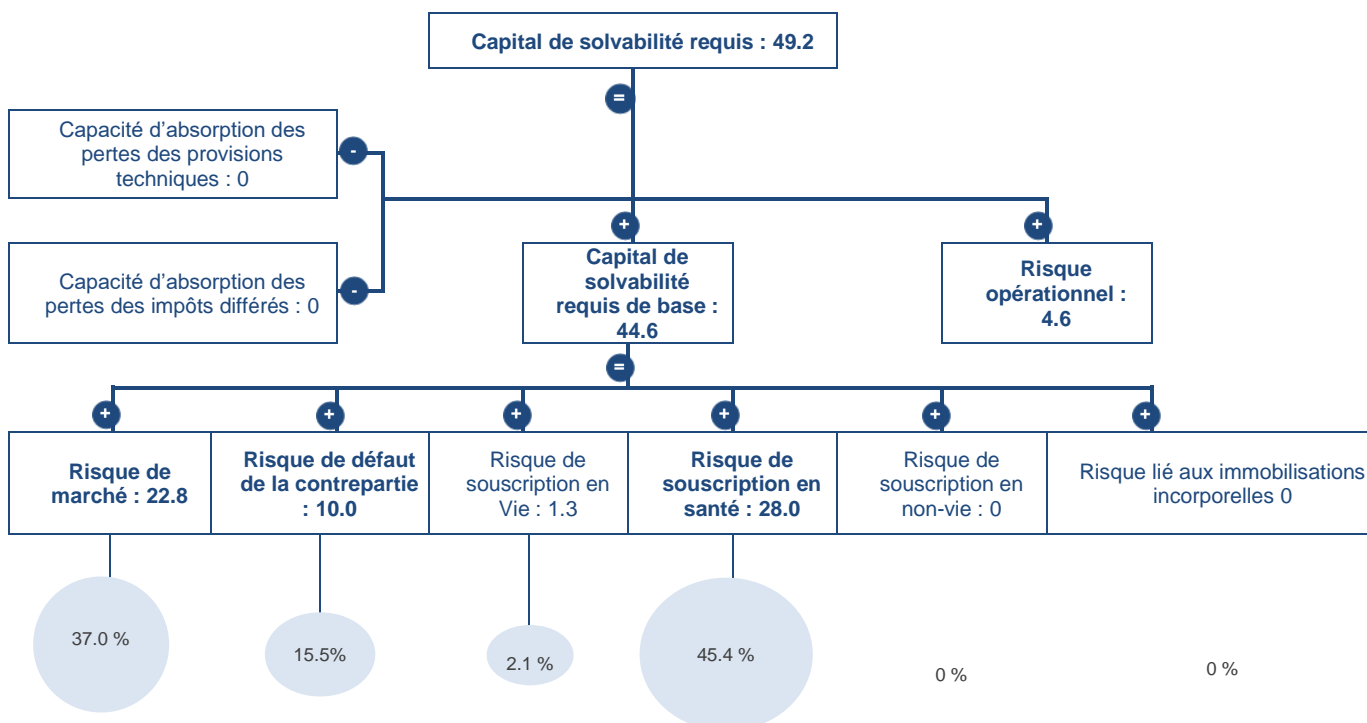 Capital de solvabilité requis : 49.2
=
Capacité d'absorption des
pertes des provisions
techniques : 0
-
Capacité d'absorption des
pertes des impôts différés : 0
-
+
Capital de
solvabilité
requis de base :
44.6
+
Risque
opérationnel :
4.6
=
+
+
+
+
+
+
Risque de
marché : 22.8
Risque de défaut
de la contrepartie
: 10.0
Risque de
souscription en
Vie : 1.3
Risque de
souscription en
santé : 28.0
Risque de
souscription en
non-vie : 0
Risque lié aux immobilisations
incorporelles 0
37.0 %
15.5%
2.1 %
45.4 %
0 %
0 %